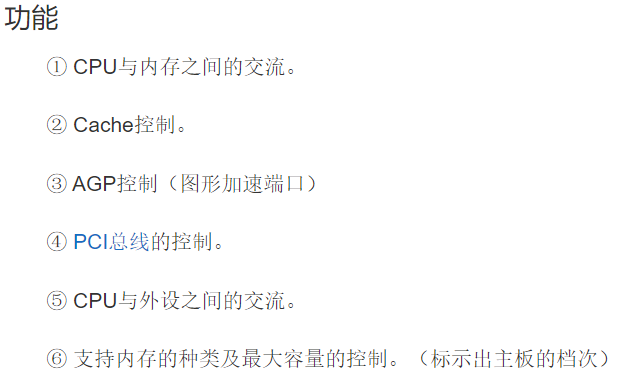 功能
① CPU与内存之间的交流。
② Cache控制。
③ AGP控制（图形加速端口）
④ PCI总线的控制。
⑤ CPU与外设之间的交流。
⑥ 支持内存的种类及最大容量的控制。（标示出主板的档次）